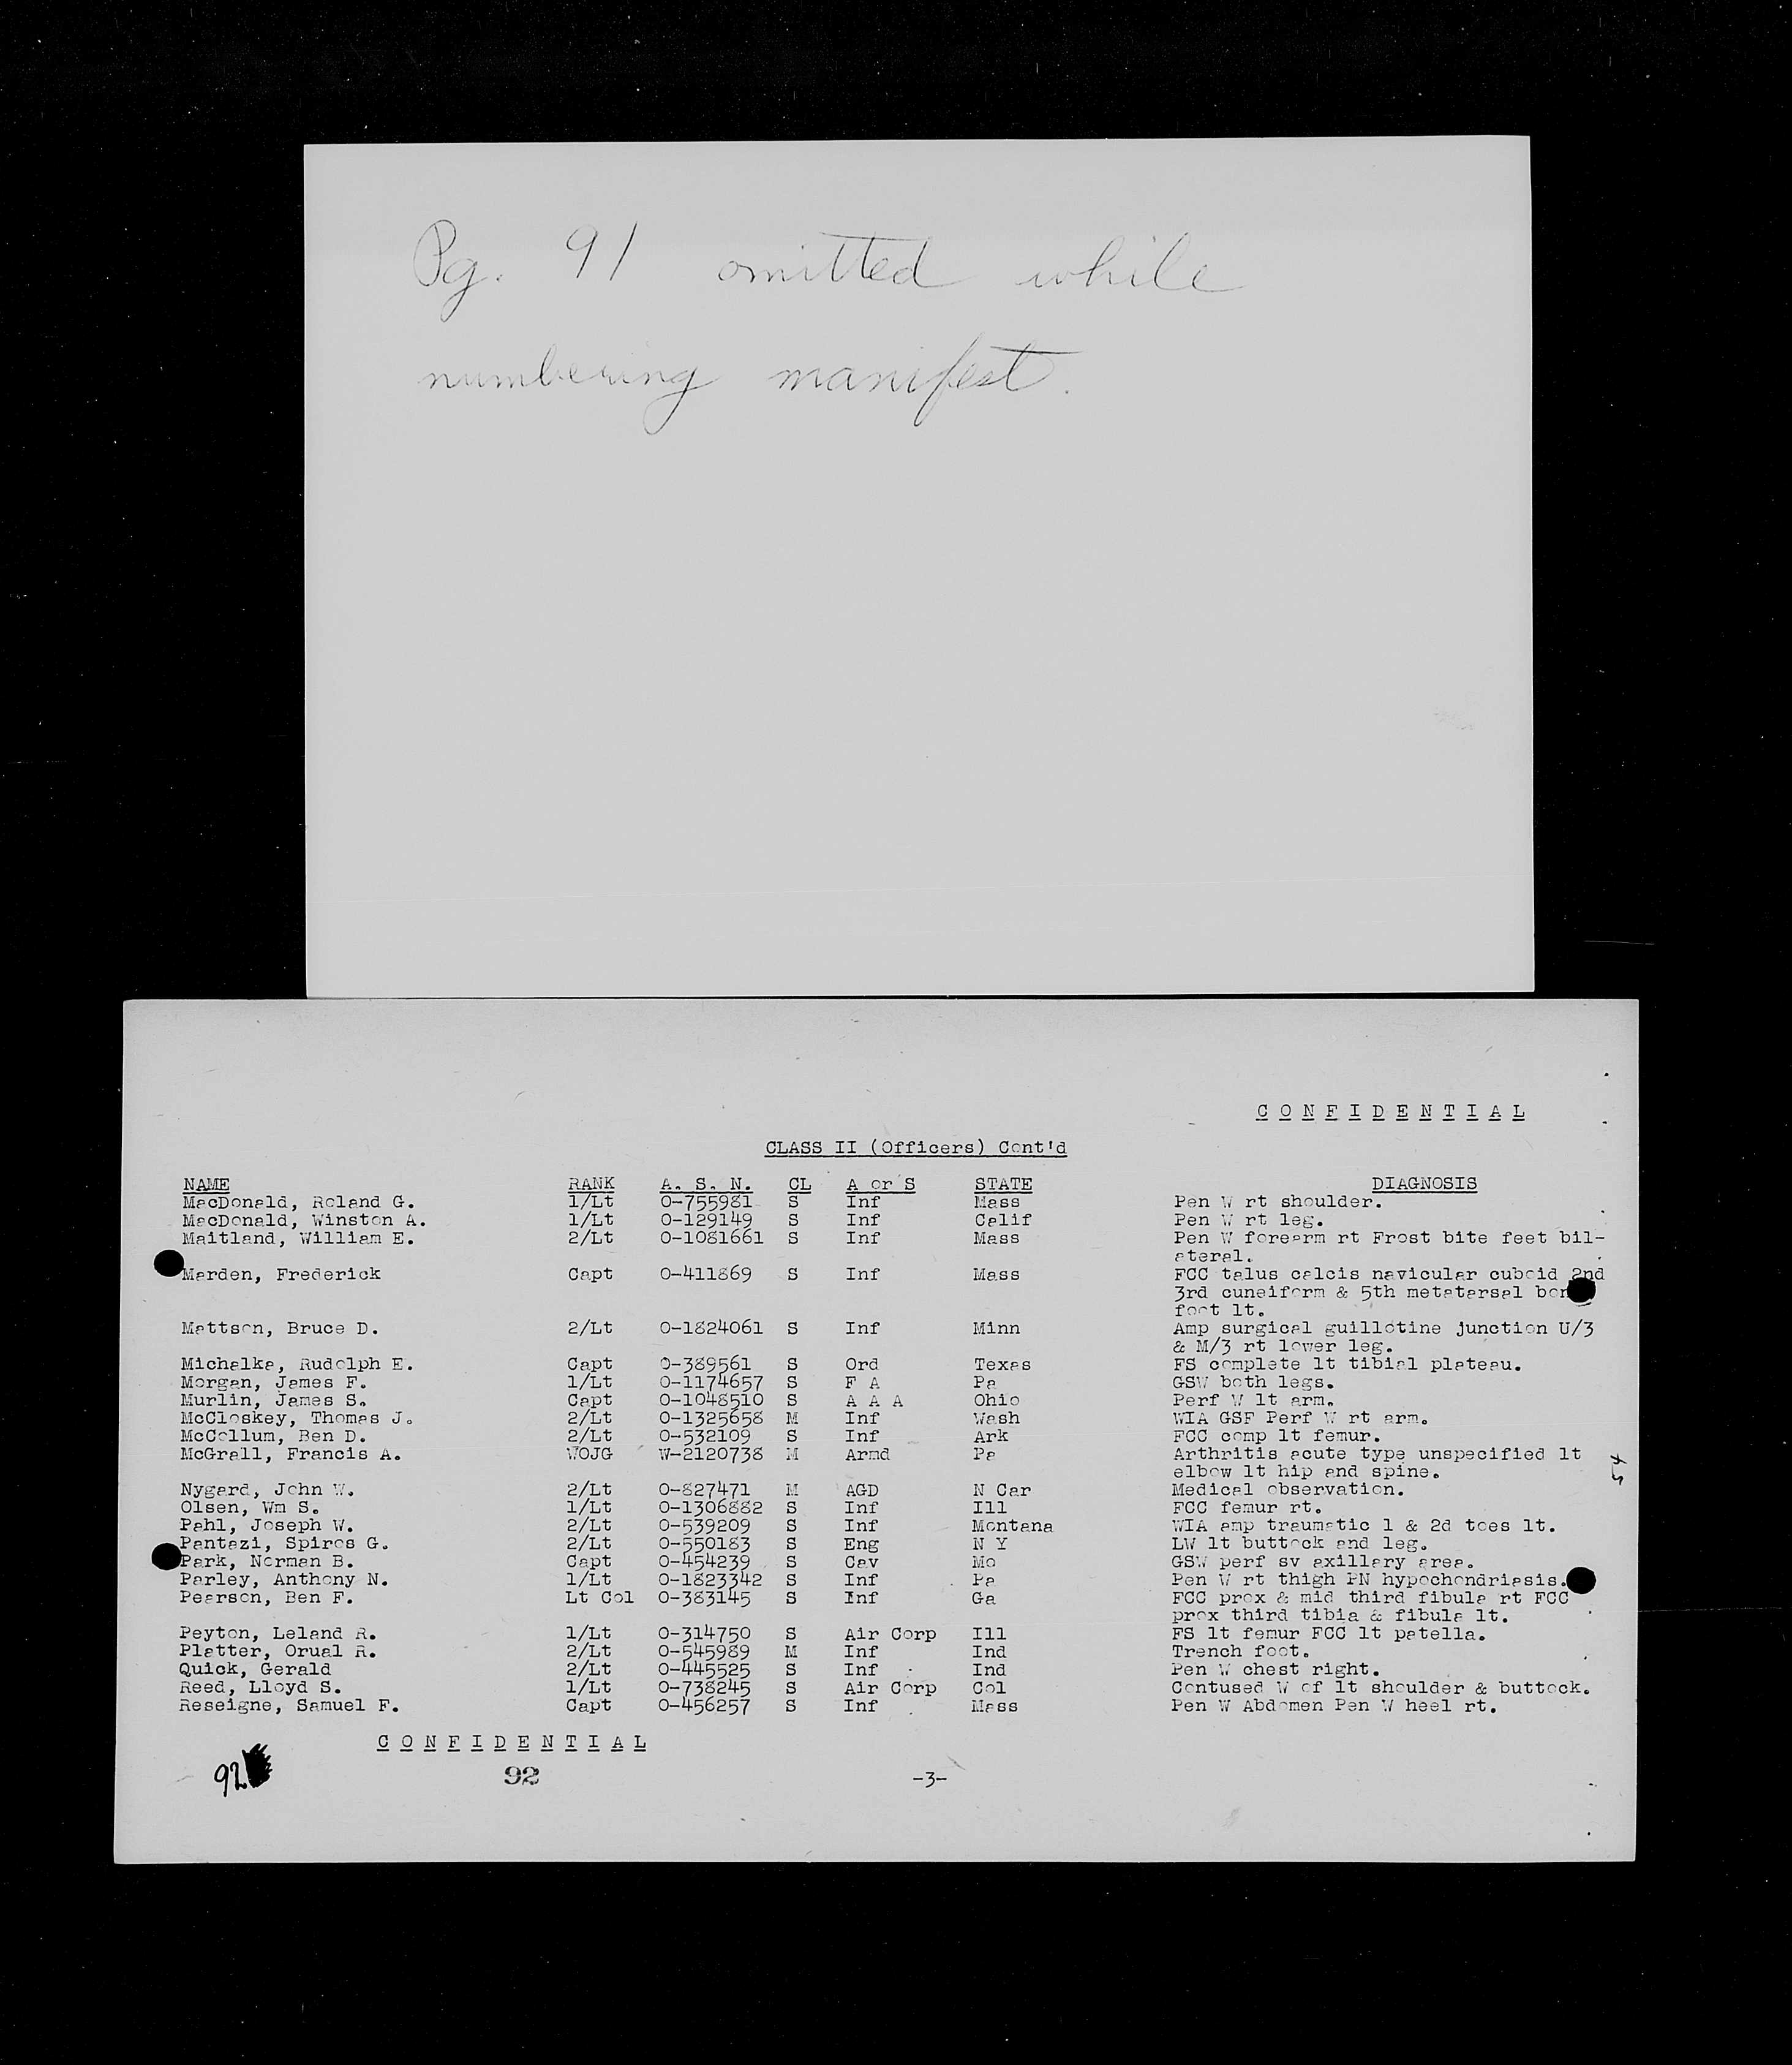 Pg. 91 omitted while
numbering manifest.
C O N F I D E N T I A L
CLASS II (Officers) Cont'd
NAME RANK A. S. N. CL A or S STATE DIAGNOSIS
MacDonald, Roland G. 1/Lt O-755981 S Inf Mass Pen W rt shoulder.
MacDonald, Winston A. 1/Lt O-129149 S Inf Calif Pen W rt leg.
Maitland, William E. 2/Lt O-1081661 S Inf Mass Pen W forearm rt Frost bite feet bil-
ateral.
Marden, Frederick Capt O-411869 S Inf Mass FCC talus calcis navicular cuboid 2nd
3rd cuneiform & 5th metatarsal
foot lt.
Mattson, Bruce D. 2/Lt O-1824061 S Inf Minn Amp surgical guillotine junction U/3
& M/3 rt lower leg.
Michalka, Rudolph E. Capt O-389561 S Ord Texas FS complete lt tibial plateau.
Morgan, James F. 1/Lt O-1174657 S F A Pa GSW both legs.
Murlin, James S. Capt O-1048510 S A A A Ohio Perf W lt arm.
McCloskey, Thomas J. 2/Lt O-1325658 M Inf Wash WIA GSF Perf W rt arm.
McCollum, Ben D. 2/Lt O-532109 S Inf Ark FCC comp lt femur.
McGrall, Francis A. WOJG W-2120738 M Armd Pa Arthritis acute type unspecified lt
elbow lt hip and spine.
Nygard, John W. 2/Lt O-827471 M AGD N Car Medical observation.
Olsen, Wm S. 1/Lt O-1306882 S Inf Ill FCC femur rt.
Pahl, Joseph W. 2/Lt O-539209 S Inf Montana WIA amp traumatic 1 & 2d toes lt.
Pantazi, Spiros G. 2/Lt O-550183 S Eng N Y LW lt buttock and leg.
Park, Norman B. Capt O-454239 S Cav Mo GSW perf sv axillary area.
Parley, Anthony N. 1/Lt O-1823342 S Inf Pa Pen W rt thigh PN hypochondriasis.
Pearson, Ben F. Lt Col O-383145 S Inf Ga FCC prox & mid third fibula rt FCC
prox third tibia & fibula lt.
Peyton, Leland R. 1/Lt O-314750 S Air Corp Ill FS lt femur FCC lt patella.
Platter, Orual R. 2/Lt O-545989 M Inf Ind Trench foot.
Quick, Gerald 2/Lt O-445525 S Inf Ind Pen W chest right.
Reed, Lloyd S. 1/Lt O-738245 S Air Corp Col Contused W of lt shoulder & buttock.
Reseigne, Samuel F. Capt O-456257 S Inf Mass Pen W Abdomen Pen W heel rt.
C O N F I D E N T I A L
92 92 -3-